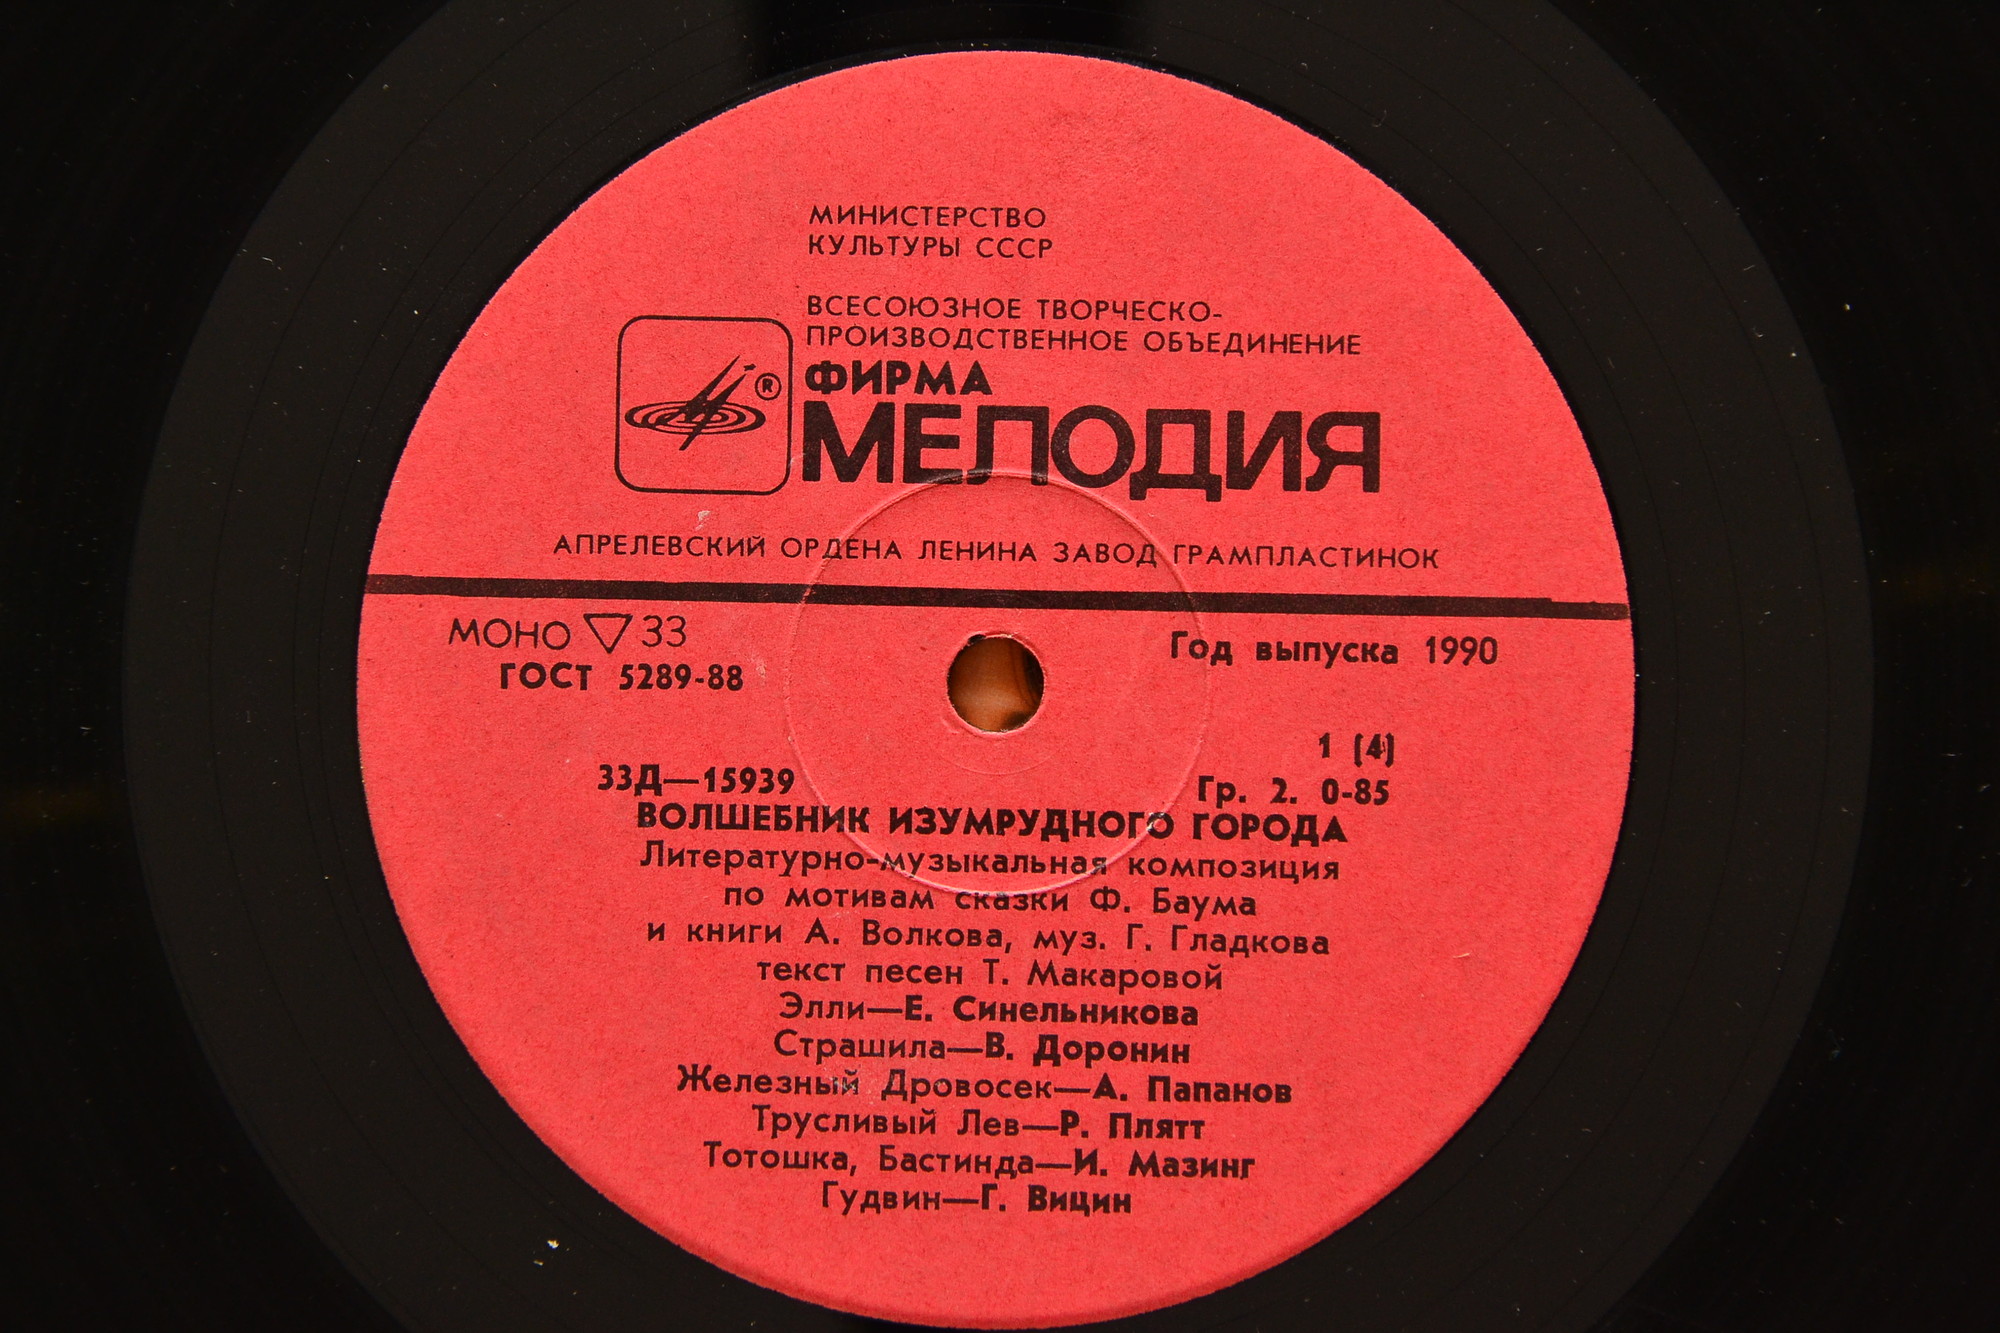 МИНИСТЕРСТВО
КУЛЬТУРЫ СССР
ВСЕСОЮЗНОЕ ТВОРЧЕСКО-
ПРОИЗВОДСТВЕННОЕ ОБЪЕДИНЕНИЕ
®
ФИРМА
МЕЛОДИЯ
АПРЕЛЕВСКИЙ ОРДЕНА ЛЕНИНА ЗАВОД ГРАМПЛАСТИНОК
МОНО ▽ 33
ГОСТ 5289-88
Год выпуска 1990
1 (4)
33Д—15939
Гр. 2. 0-85
ВОЛШЕБНИК ИЗУМРУДНОГО ГОРОДА
Литературно-музыкальная композиция
по мотивам сказки Ф. Баума
и книги А. Волкова, муз. Г. Гладкова
текст песен Т. Макаровой
Элли—Е. Синельникова
Страшила—В. Доронин
Железный Дровосек—А. Папанов
Трусливый Лев—Р. Плятт
Тотошка, Бастинда—И. Мазинг
Гудвин—Г. Вицин